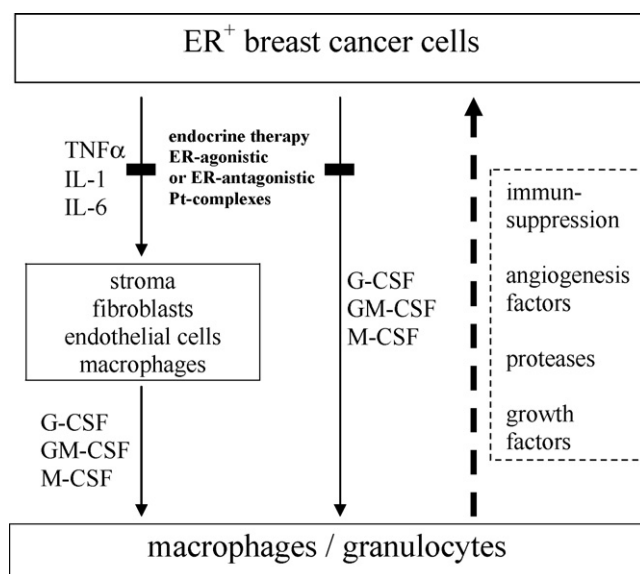 ER⁺ breast cancer cells
TNFα
IL-1
IL-6
endocrine therapy
ER-agonistic
or ER-antagonistic
Pt-complexes
stroma
fibroblasts
endothelial cells
macrophages
G-CSF
GM-CSF
M-CSF
G-CSF
GM-CSF
M-CSF
immun-
suppression
angiogenesis
factors
proteases
growth
factors
macrophages / granulocytes